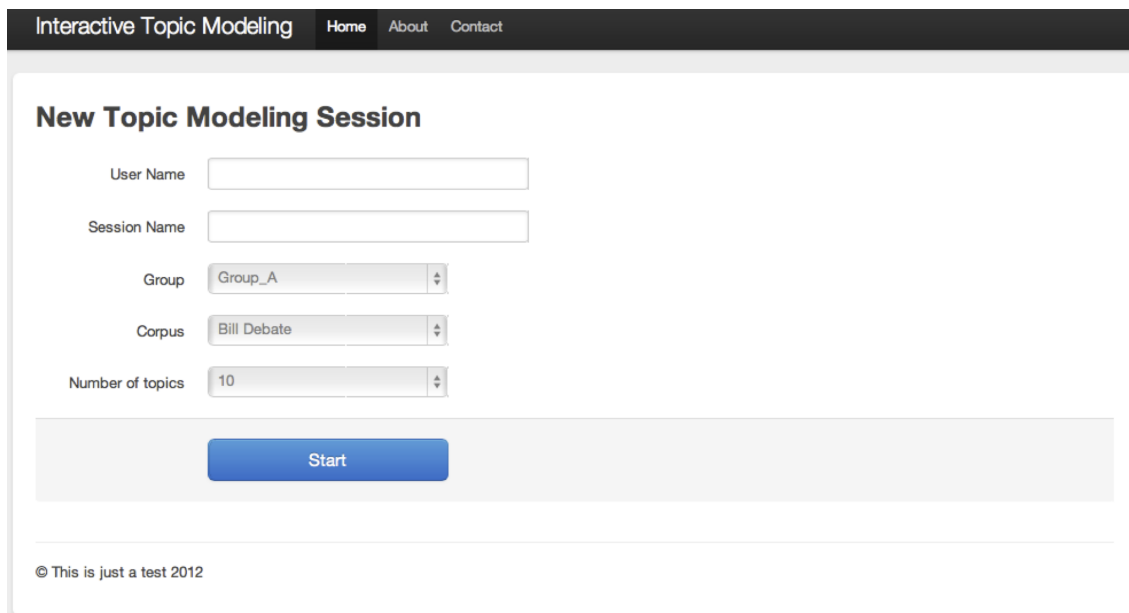 Interactive Topic Modeling Home About Contact
New Topic Modeling Session
User Name
Session Name
Group Group_A
Corpus Bill Debate
Number of topics 10
Start
© This is just a test 2012